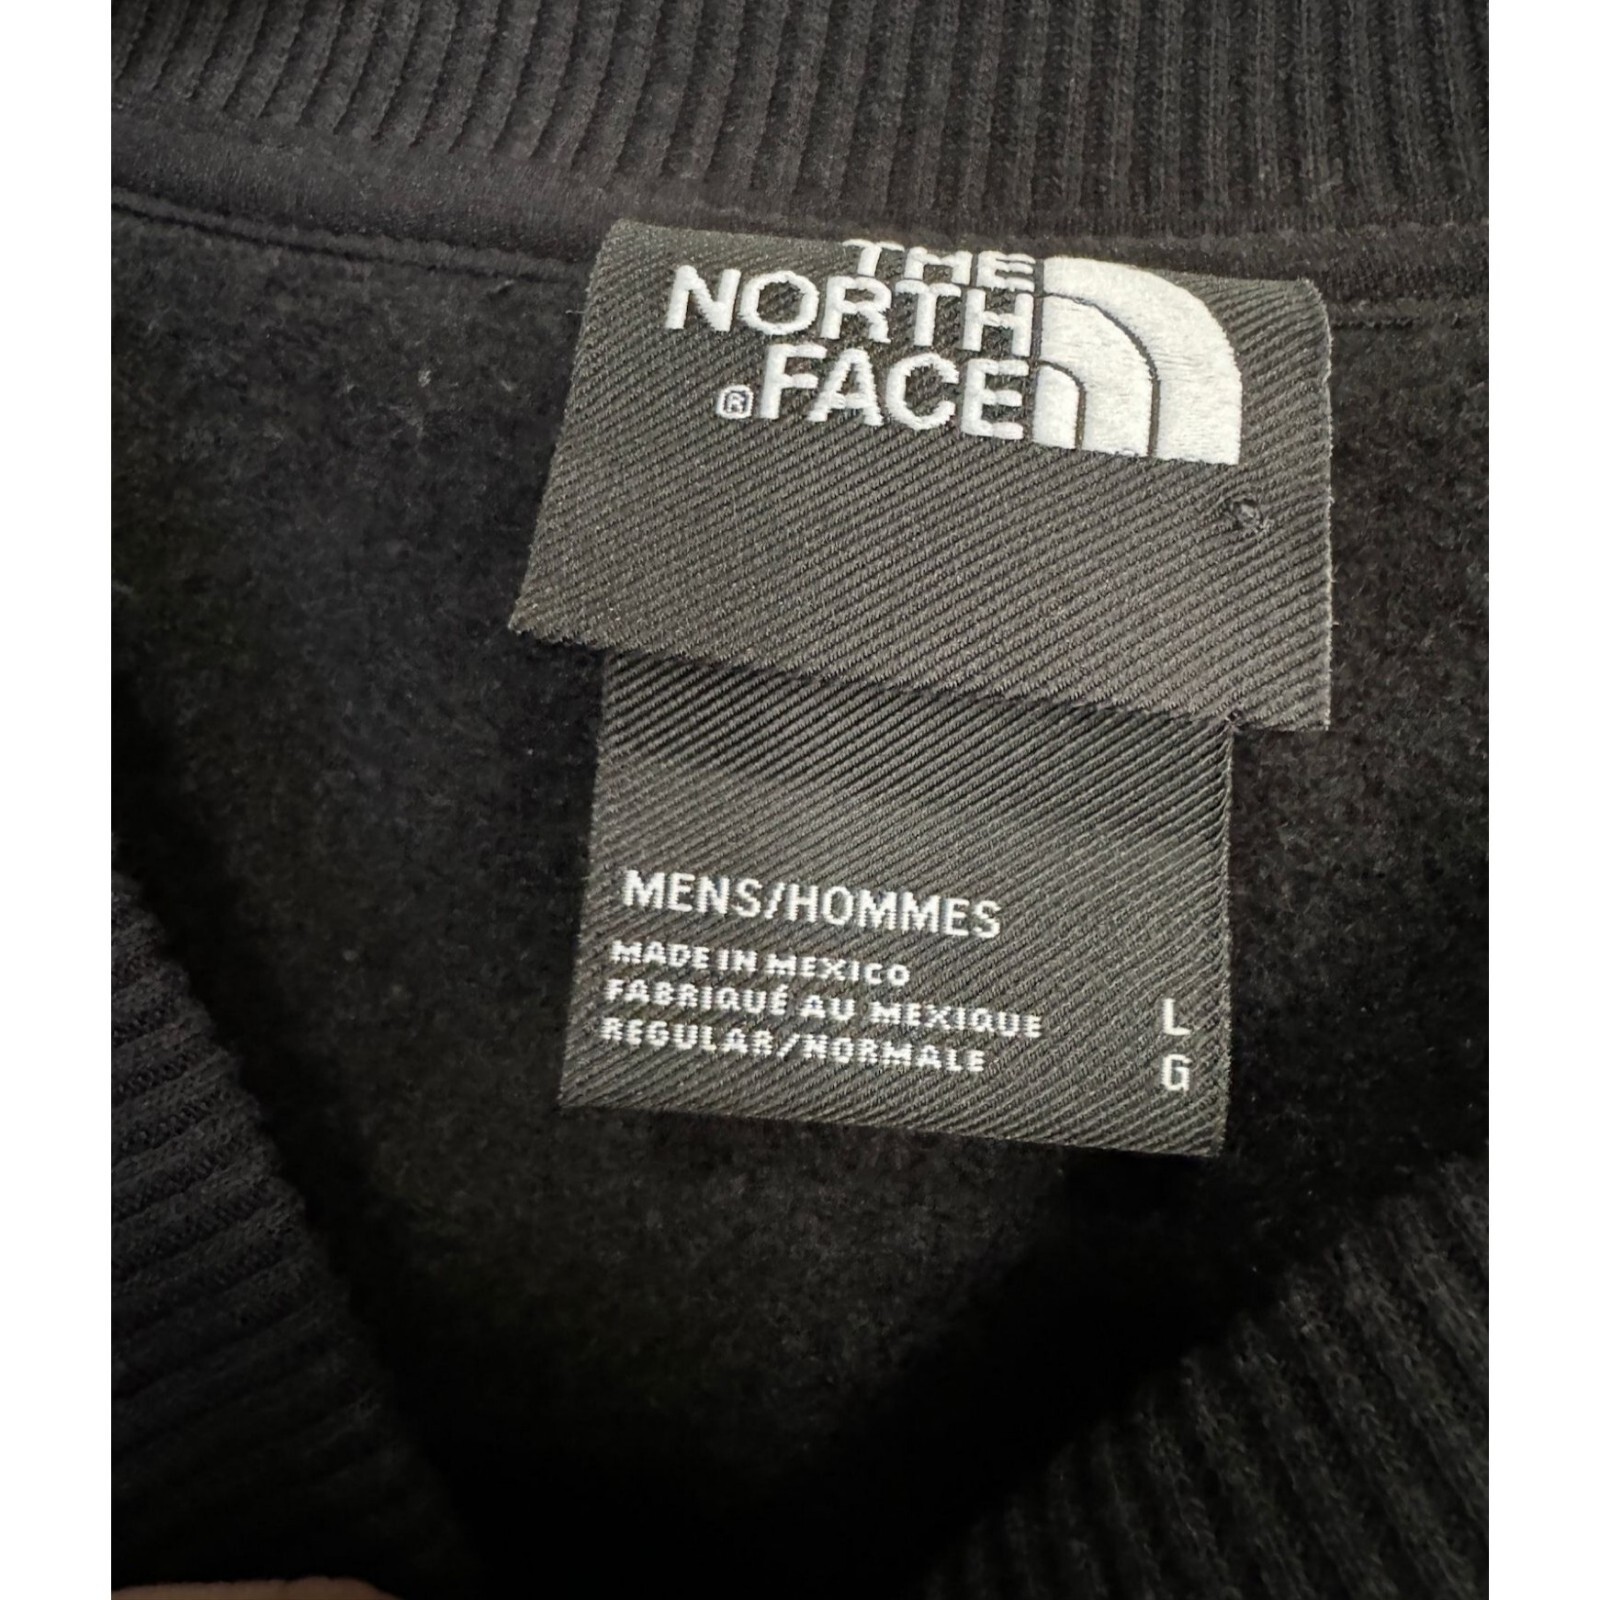 THE
NORTH
FACE
®
MENS/HOMMES
MADE IN MEXICO
FABRIQUÉ AU MEXIQUE
REGULAR/NORMALE
L
G